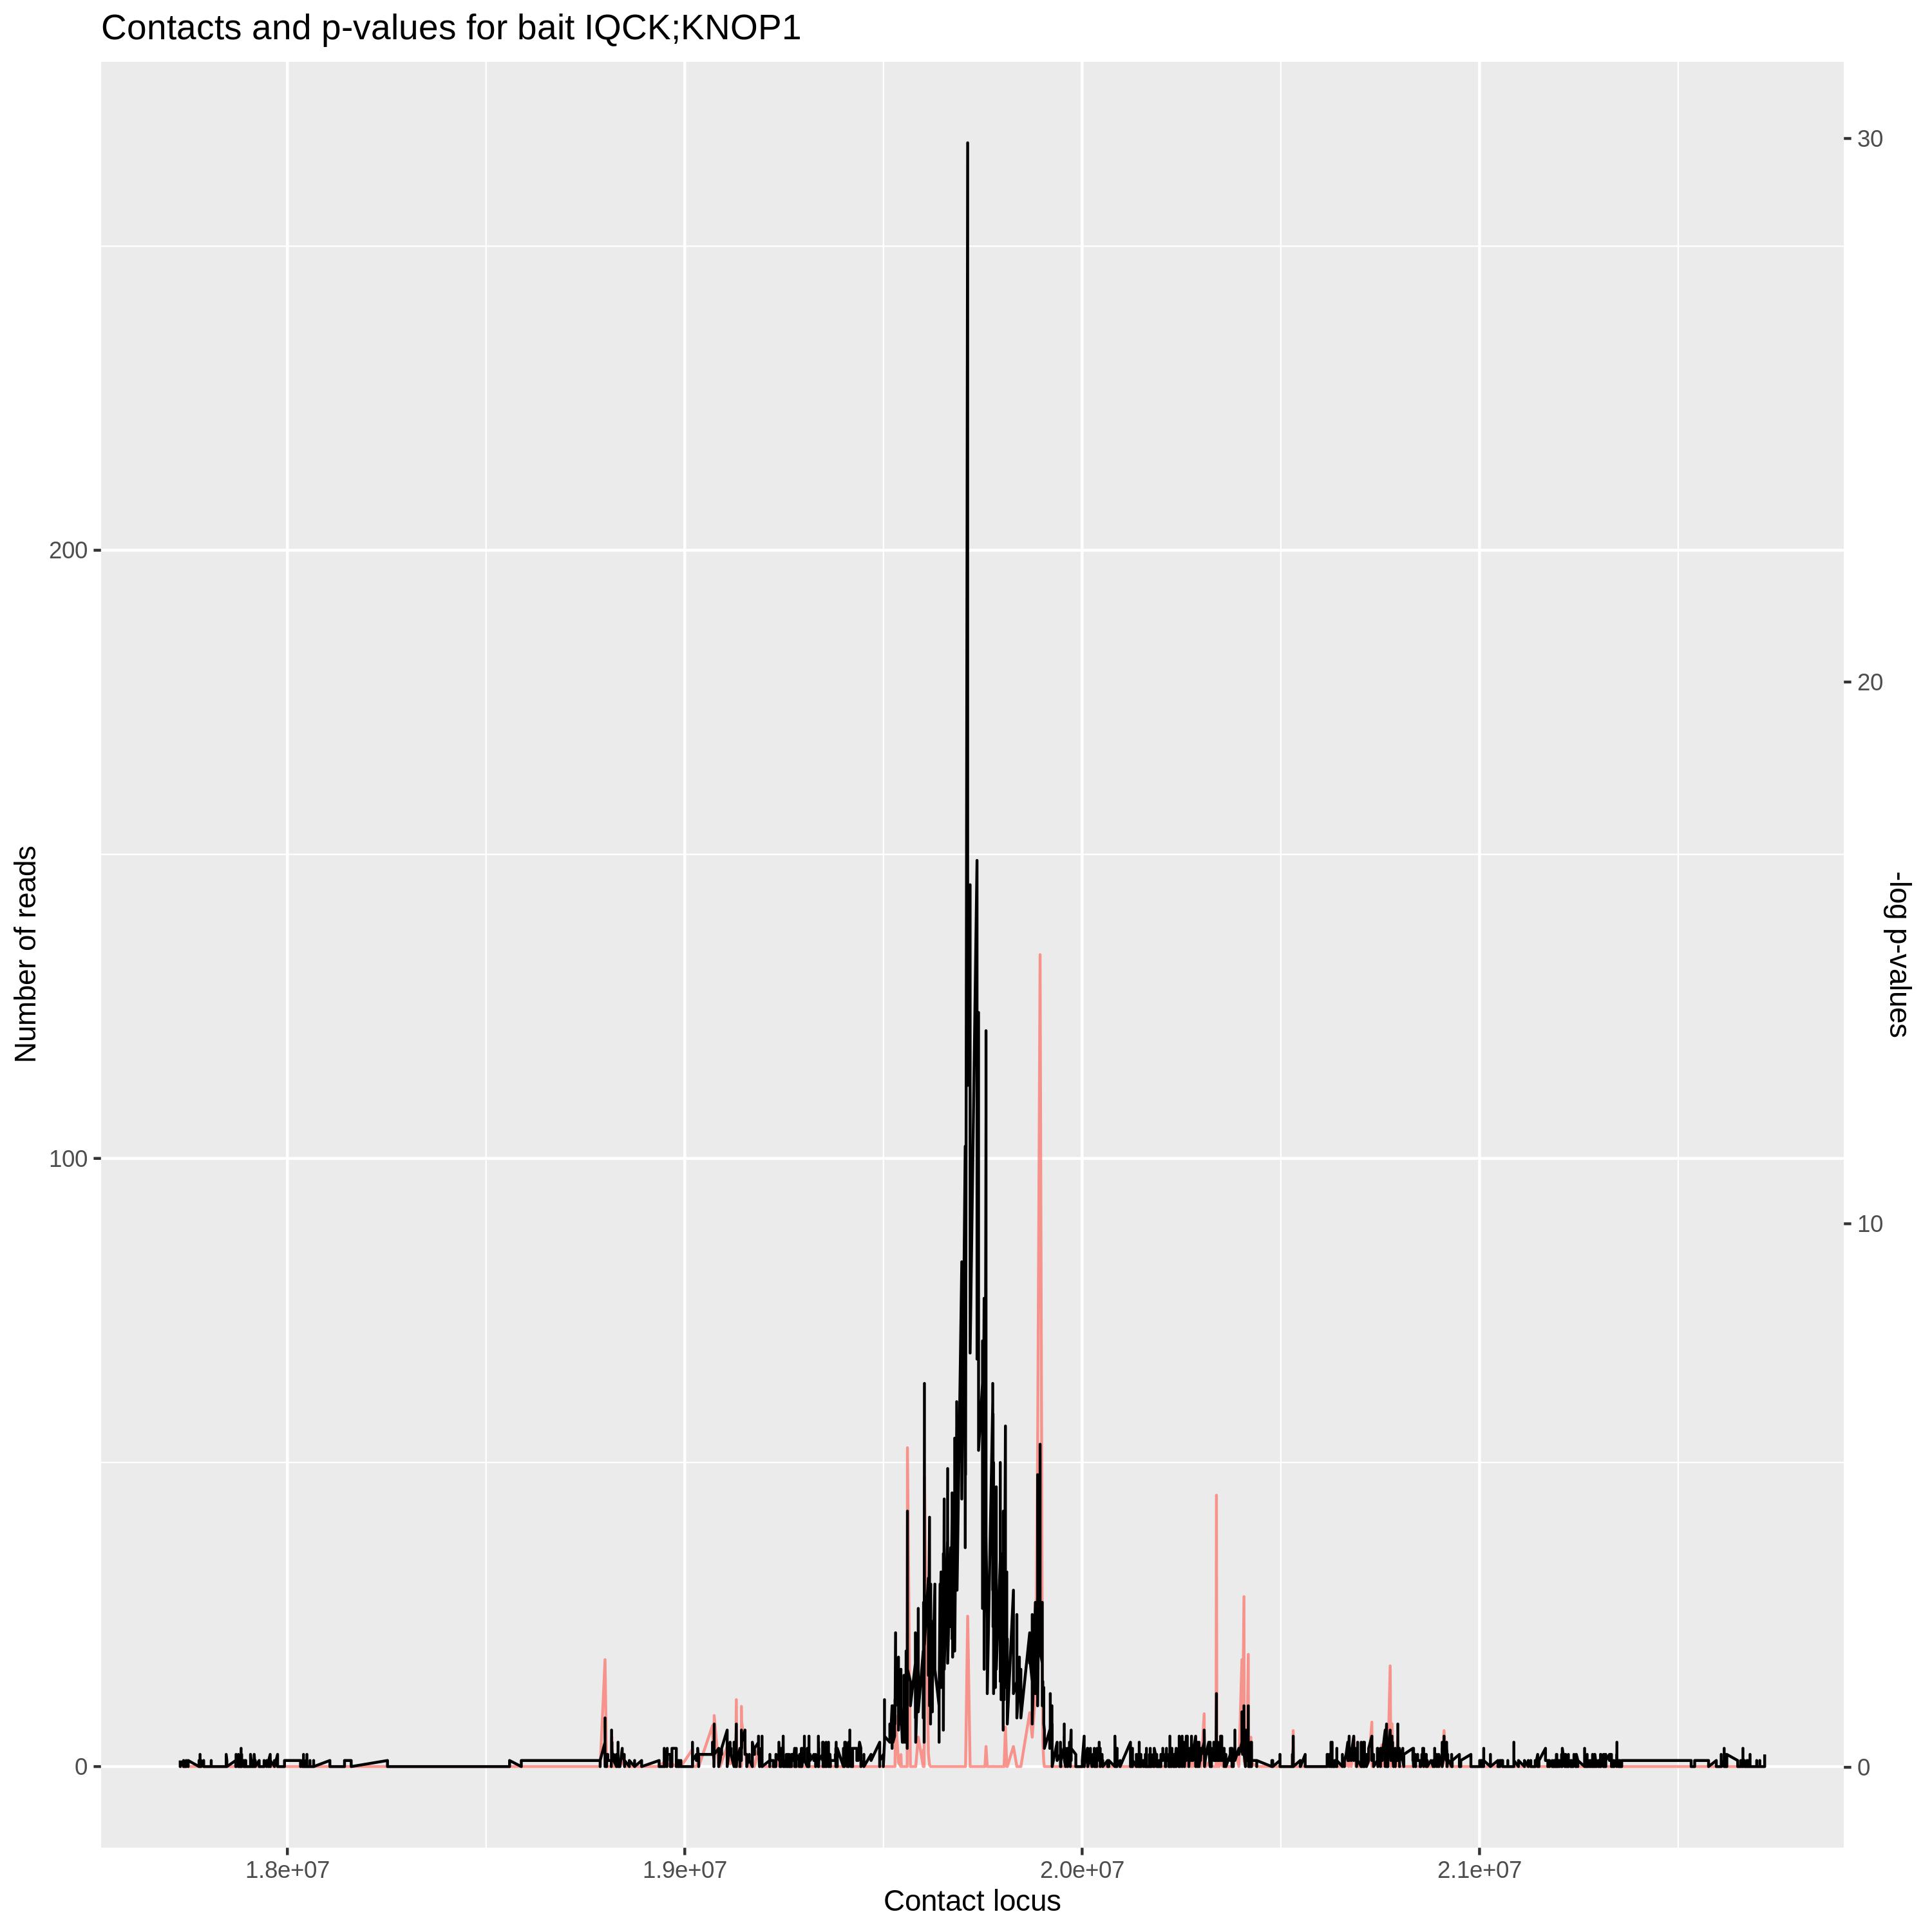 Contacts and p-values for bait IQCK;KNOP1
30
200
20
Number of reads
-log p-values
100
10
0
0
1.8e+07
1.9e+07
2.0e+07
2.1e+07
Contact locus